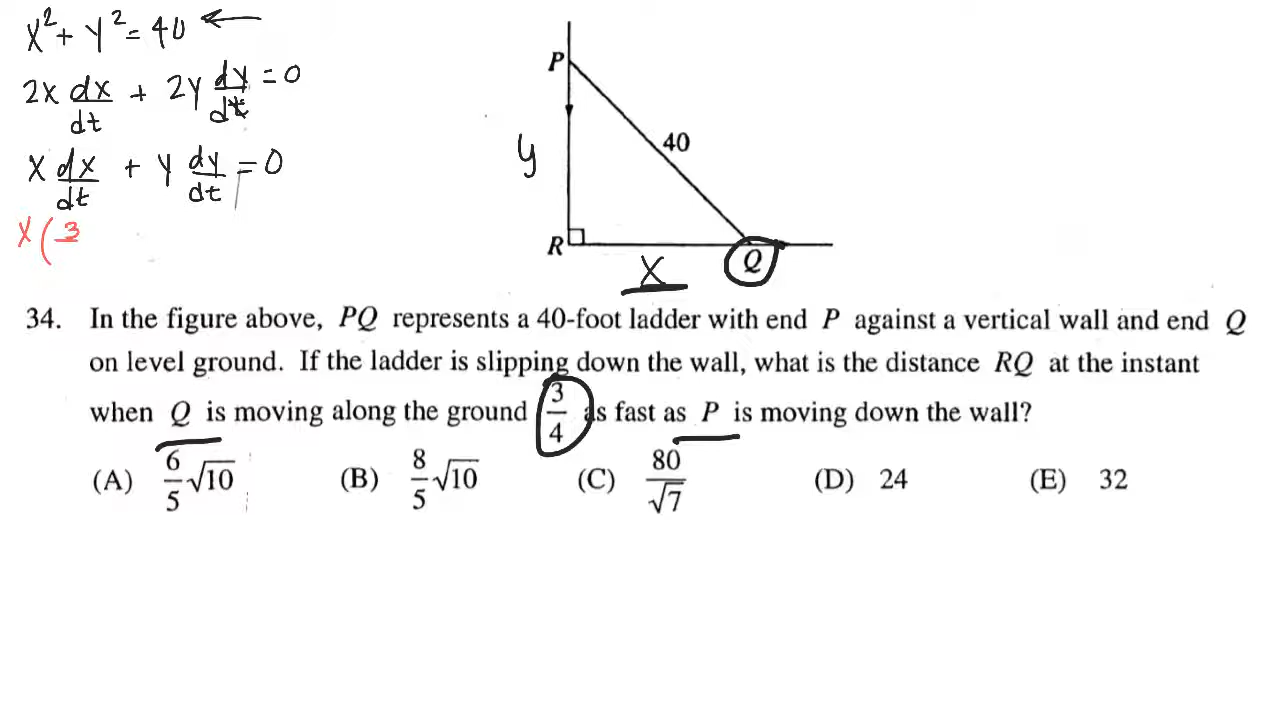 x² + y² = 40 ←
2x dx/dt + 2y dy/dt = 0
x dx/dt + y dy/dt = 0
x ( 3
P
40
y
R
x
Q
34. In the figure above, PQ represents a 40-foot ladder with end P against a vertical wall and end Q
on level ground. If the ladder is slipping down the wall, what is the distance RQ at the instant
when Q is moving along the ground 3/4 as fast as P is moving down the wall?
(A) 6/5 √10 (B) 8/5 √10 (C) 80/√7 (D) 24 (E) 32